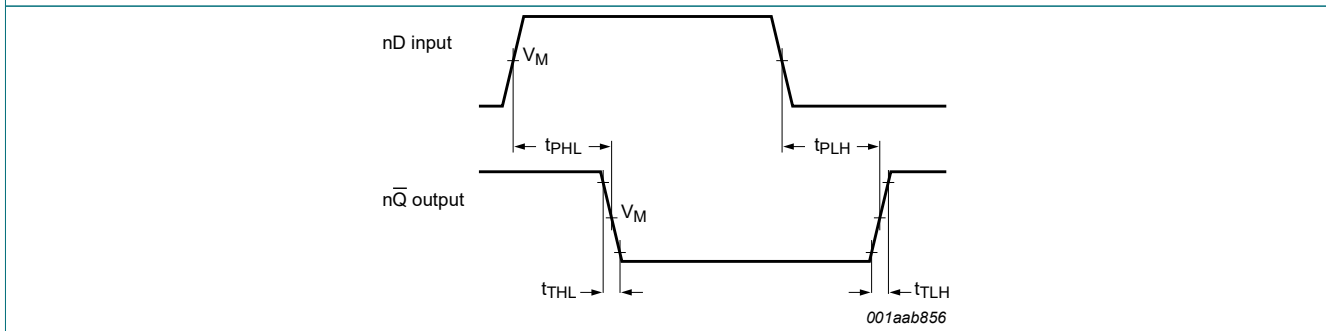 nD input
VM
tPHL
tPLH
nQ̅ output
VM
tTHL
tTLH
001aab856